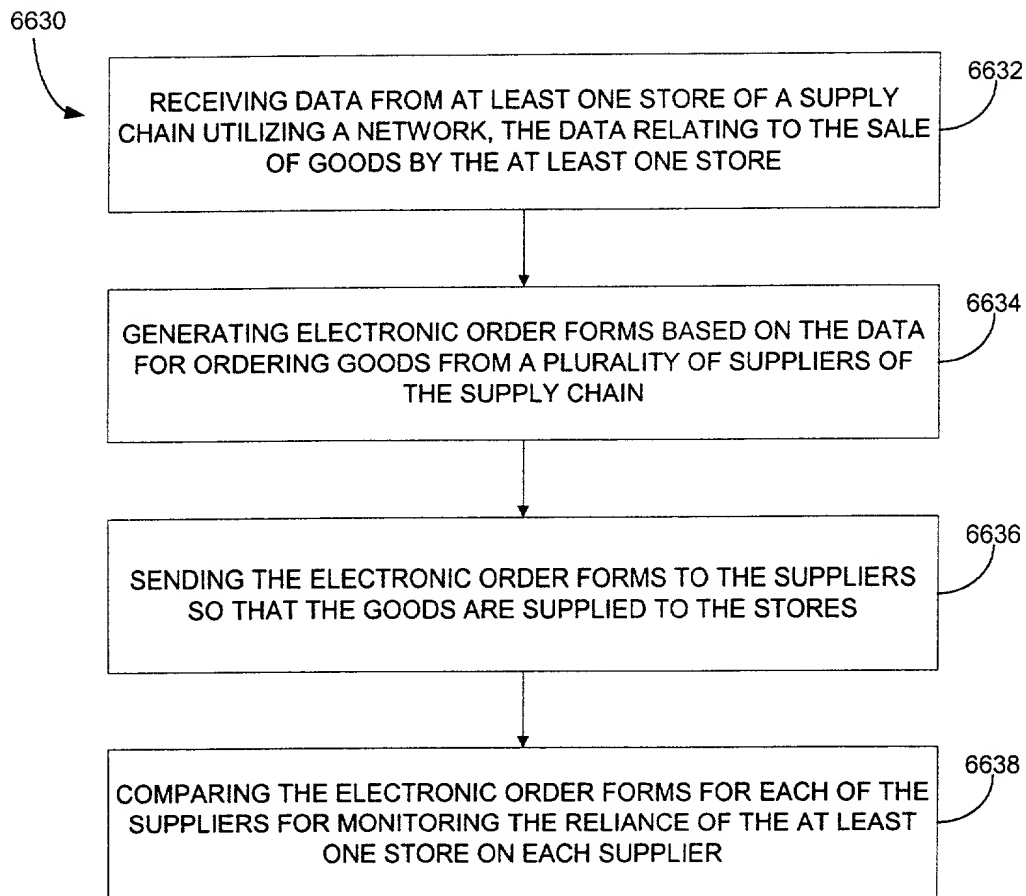 6630
6632
RECEIVING DATA FROM AT LEAST ONE STORE OF A SUPPLY
CHAIN UTILIZING A NETWORK, THE DATA RELATING TO THE SALE
OF GOODS BY THE AT LEAST ONE STORE
6634
GENERATING ELECTRONIC ORDER FORMS BASED ON THE DATA
FOR ORDERING GOODS FROM A PLURALITY OF SUPPLIERS OF
THE SUPPLY CHAIN
6636
SENDING THE ELECTRONIC ORDER FORMS TO THE SUPPLIERS
SO THAT THE GOODS ARE SUPPLIED TO THE STORES
6638
COMPARING THE ELECTRONIC ORDER FORMS FOR EACH OF THE
SUPPLIERS FOR MONITORING THE RELIANCE OF THE AT LEAST
ONE STORE ON EACH SUPPLIER